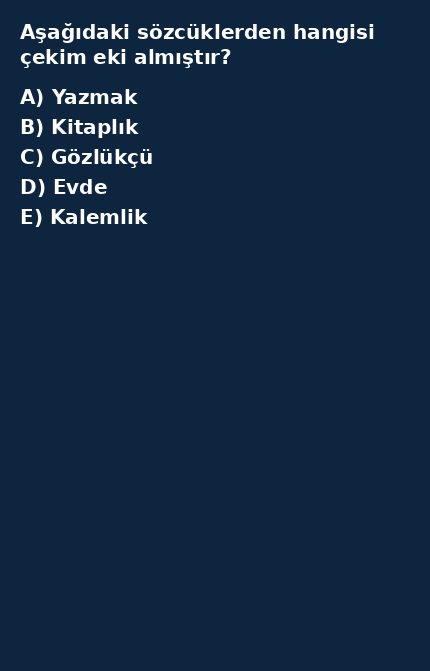 Aşağıdaki sözcüklerden hangisi
çekim eki almıştır?
A) Yazmak
B) Kitaplık
C) Gözlükçü
D) Evde
E) Kalemlik